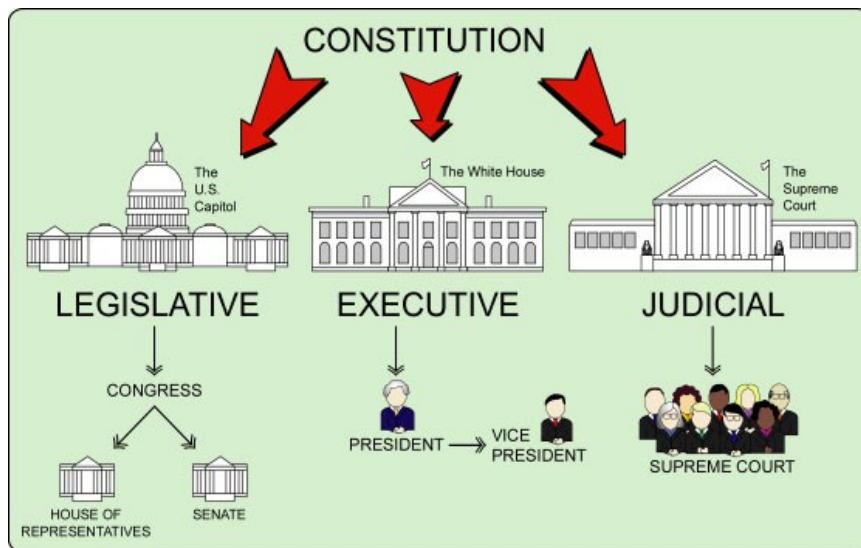 CONSTITUTION
The
U.S.
Capitol
The White House
The
Supreme
Court
LEGISLATIVE
EXECUTIVE
JUDICIAL
CONGRESS
HOUSE OF
REPRESENTATIVES
SENATE
PRESIDENT
VICE
PRESIDENT
SUPREME COURT